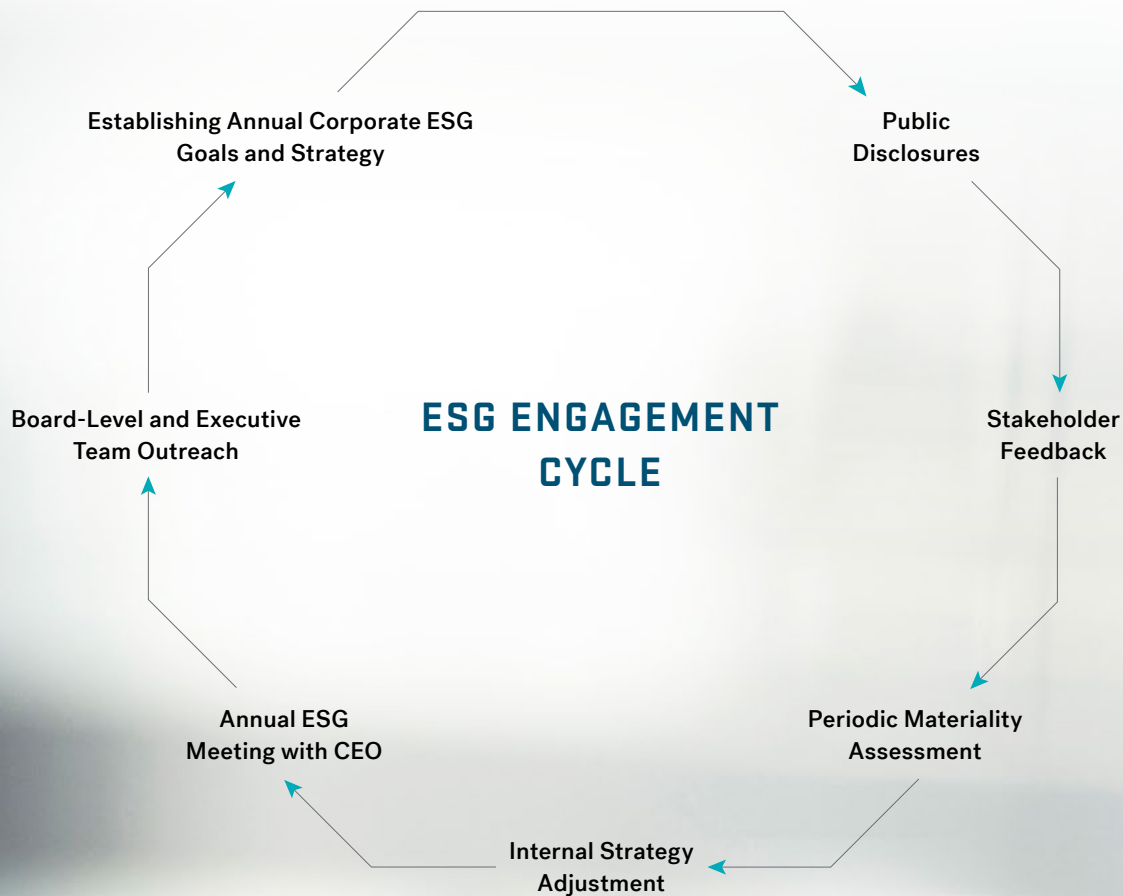 Establishing Annual Corporate ESG
Goals and Strategy
Public
Disclosures
Board-Level and Executive
Team Outreach
ESG ENGAGEMENT
CYCLE
Stakeholder
Feedback
Annual ESG
Meeting with CEO
Periodic Materiality
Assessment
Internal Strategy
Adjustment